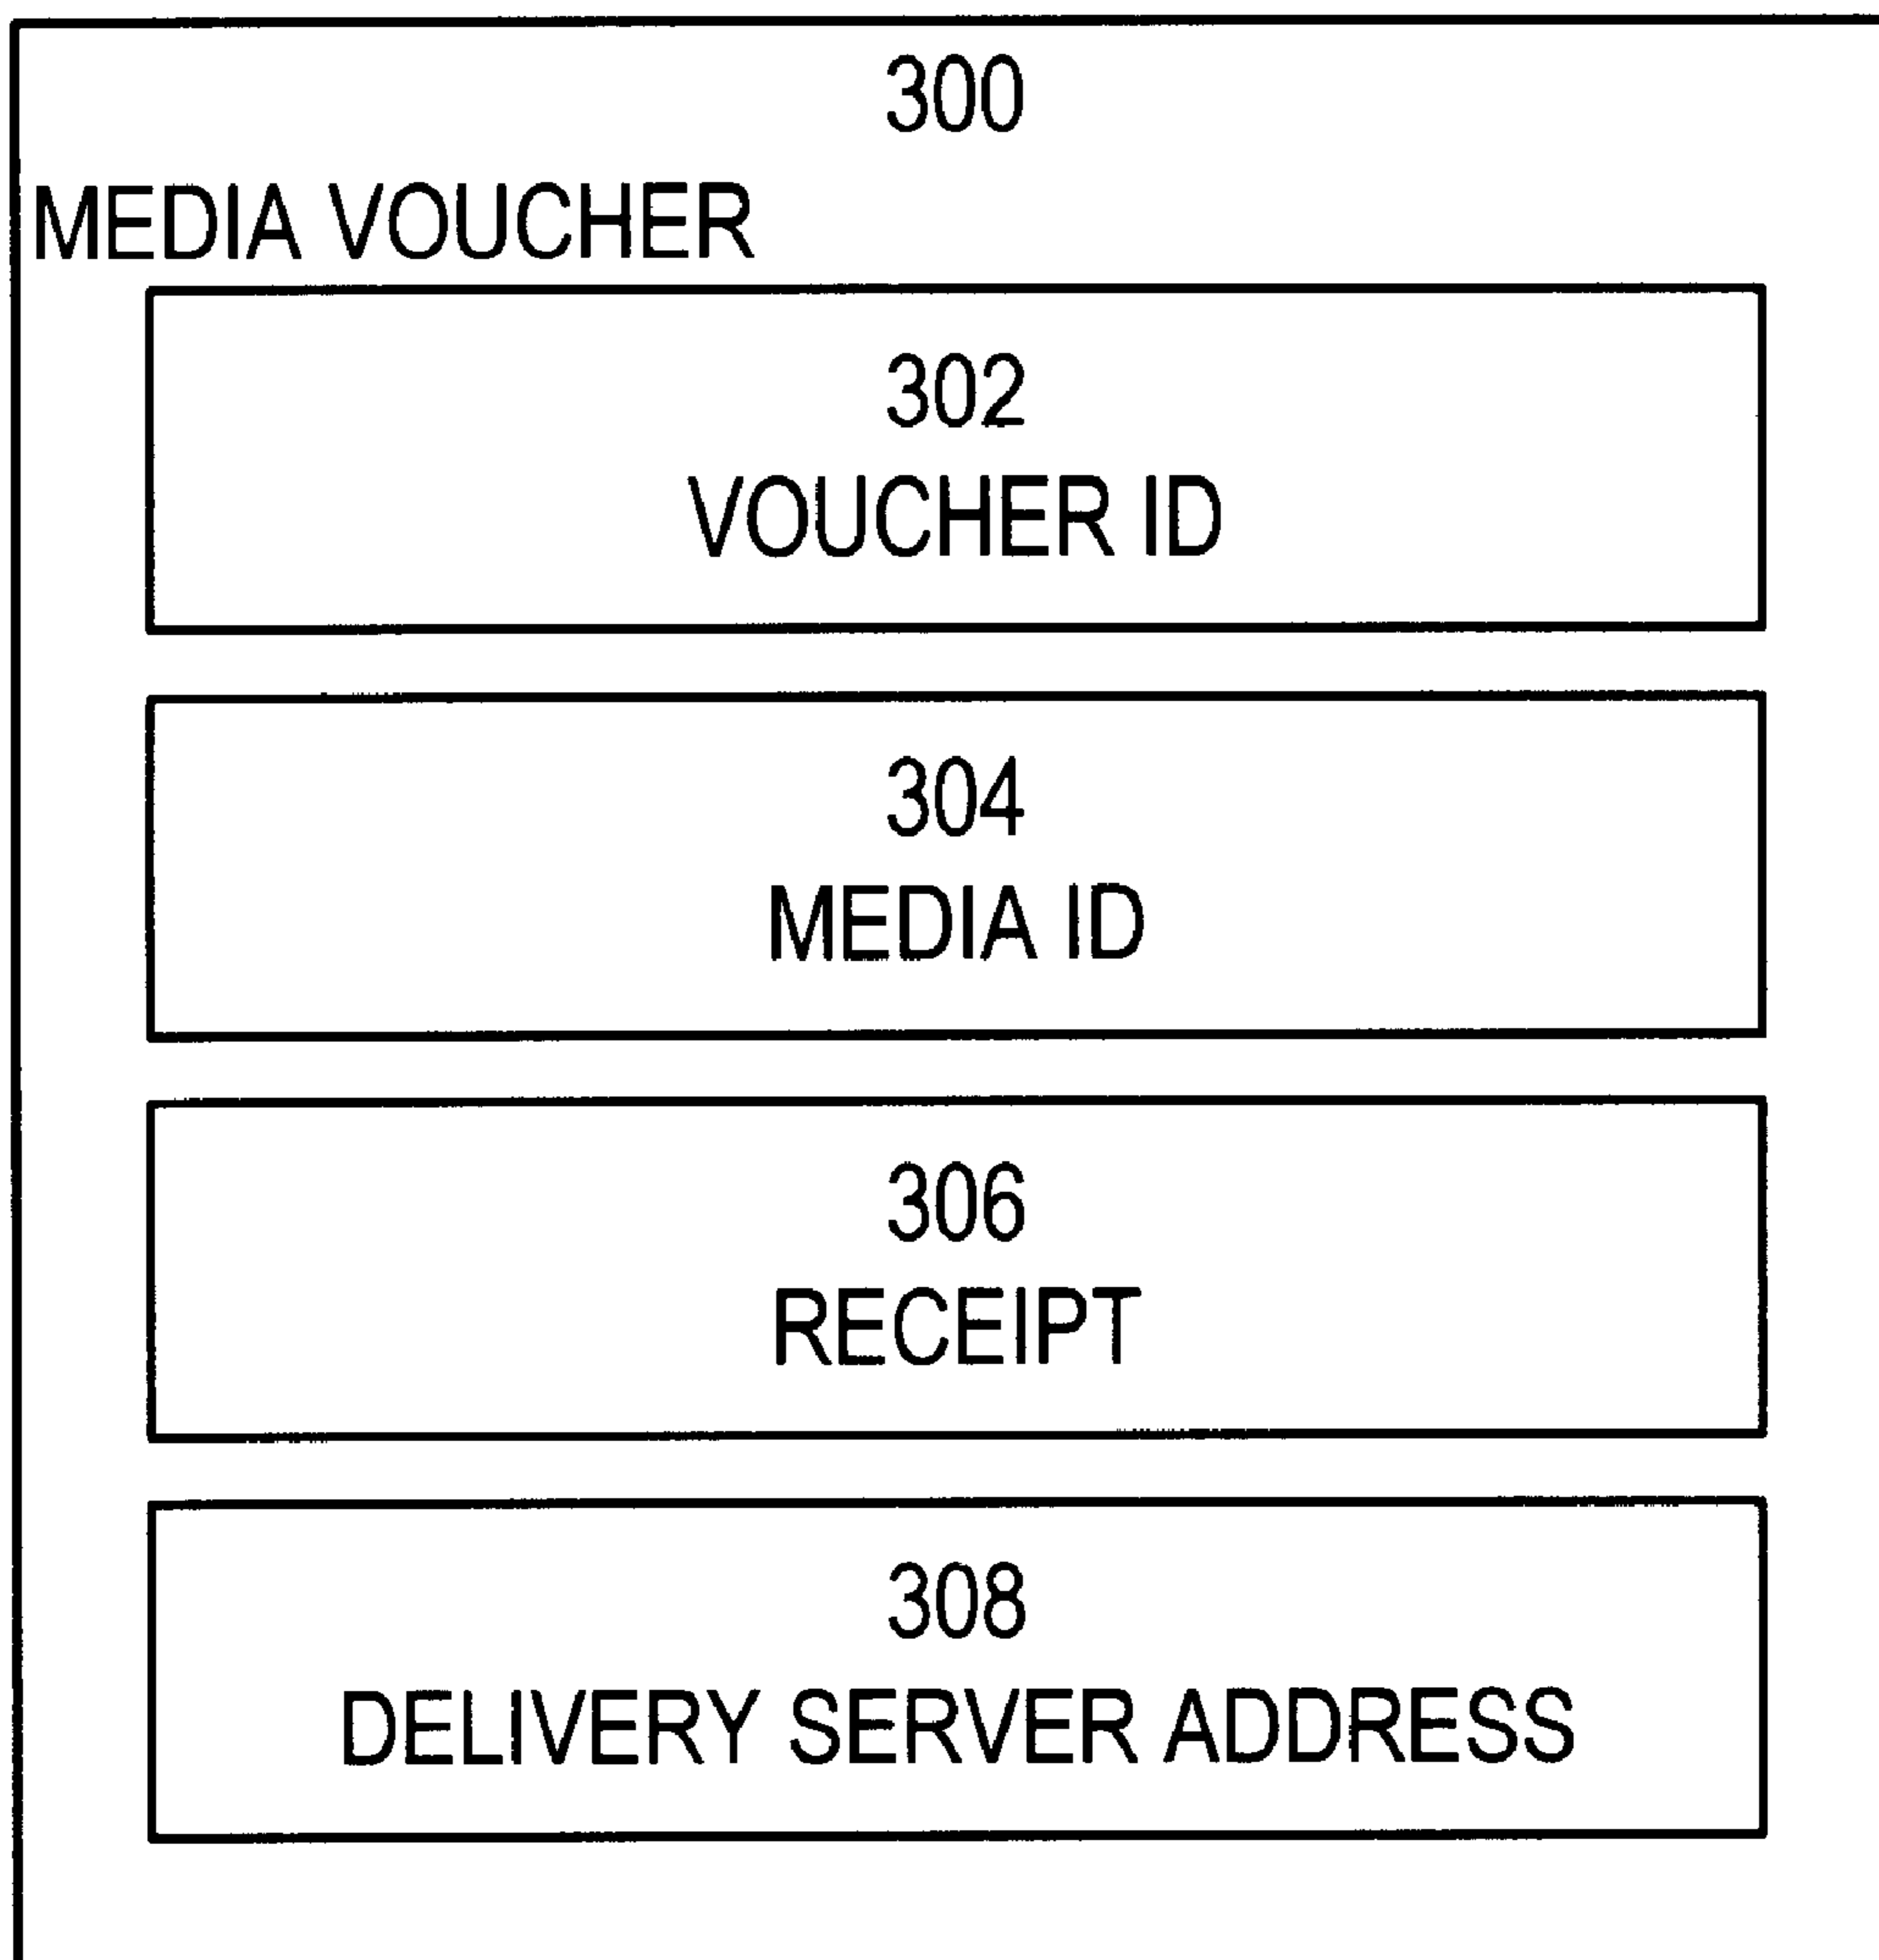 300
MEDIA VOUCHER
302
VOUCHER ID
304
MEDIA ID
306
RECEIPT
308
DELIVERY SERVER ADDRESS